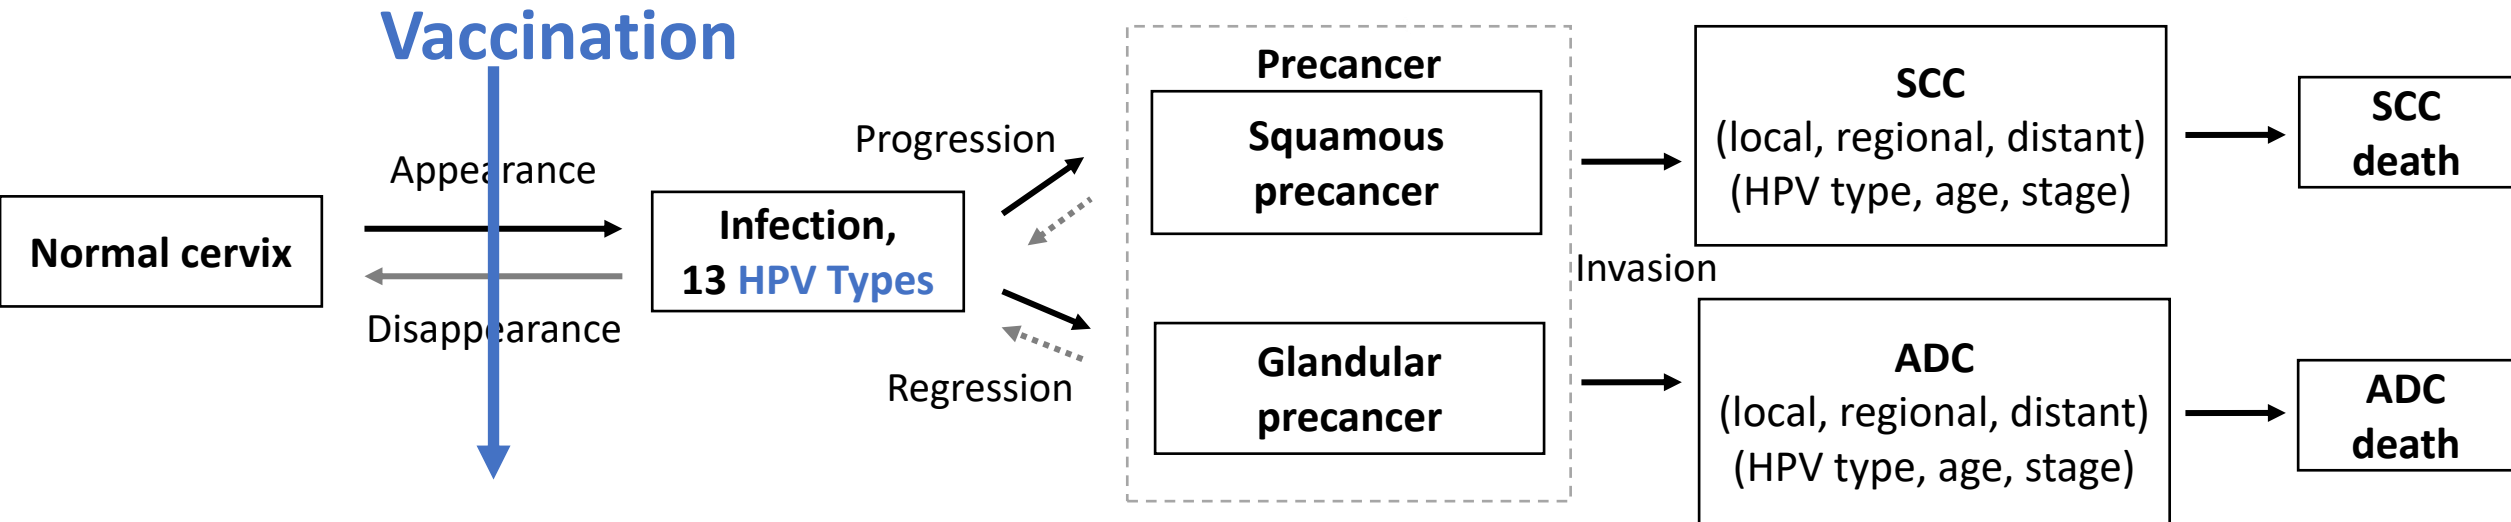 Vaccination
Normal cervix
Appearance
Disappearance
Infection,
13 HPV Types
Progression
Regression
Precancer
Squamous
precancer
Glandular
precancer
Invasion
SCC
(local, regional, distant)
(HPV type, age, stage)
ADC
(local, regional, distant)
(HPV type, age, stage)
SCC
death
ADC
death